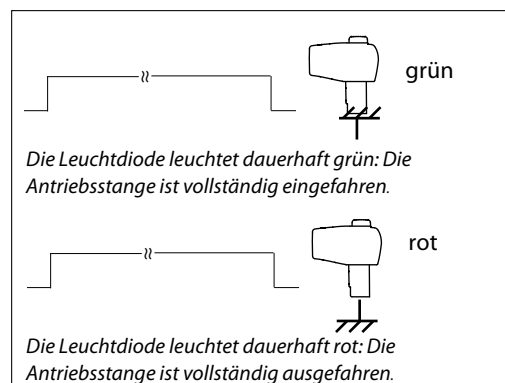 grün
Die Leuchtdiode leuchtet dauerhaft grün: Die
Antriebsstange ist vollständig eingefahren.
rot
Die Leuchtdiode leuchtet dauerhaft rot: Die
Antriebsstange ist vollständig ausgefahren.